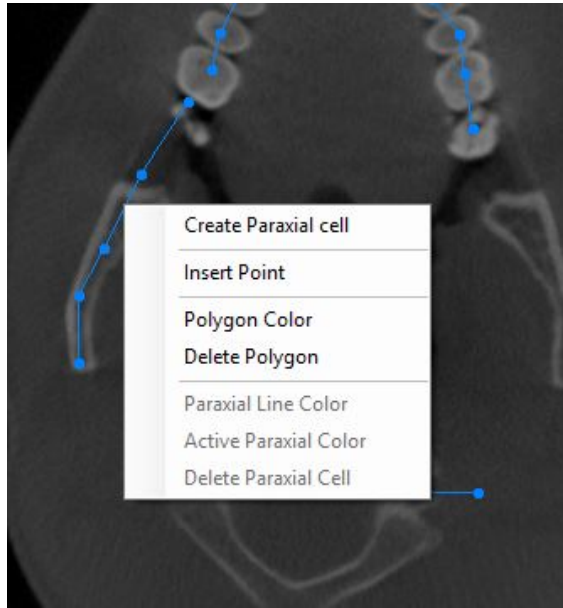 Create Paraxial cell
Insert Point
Polygon Color
Delete Polygon
Paraxial Line Color
Active Paraxial Color
Delete Paraxial Cell